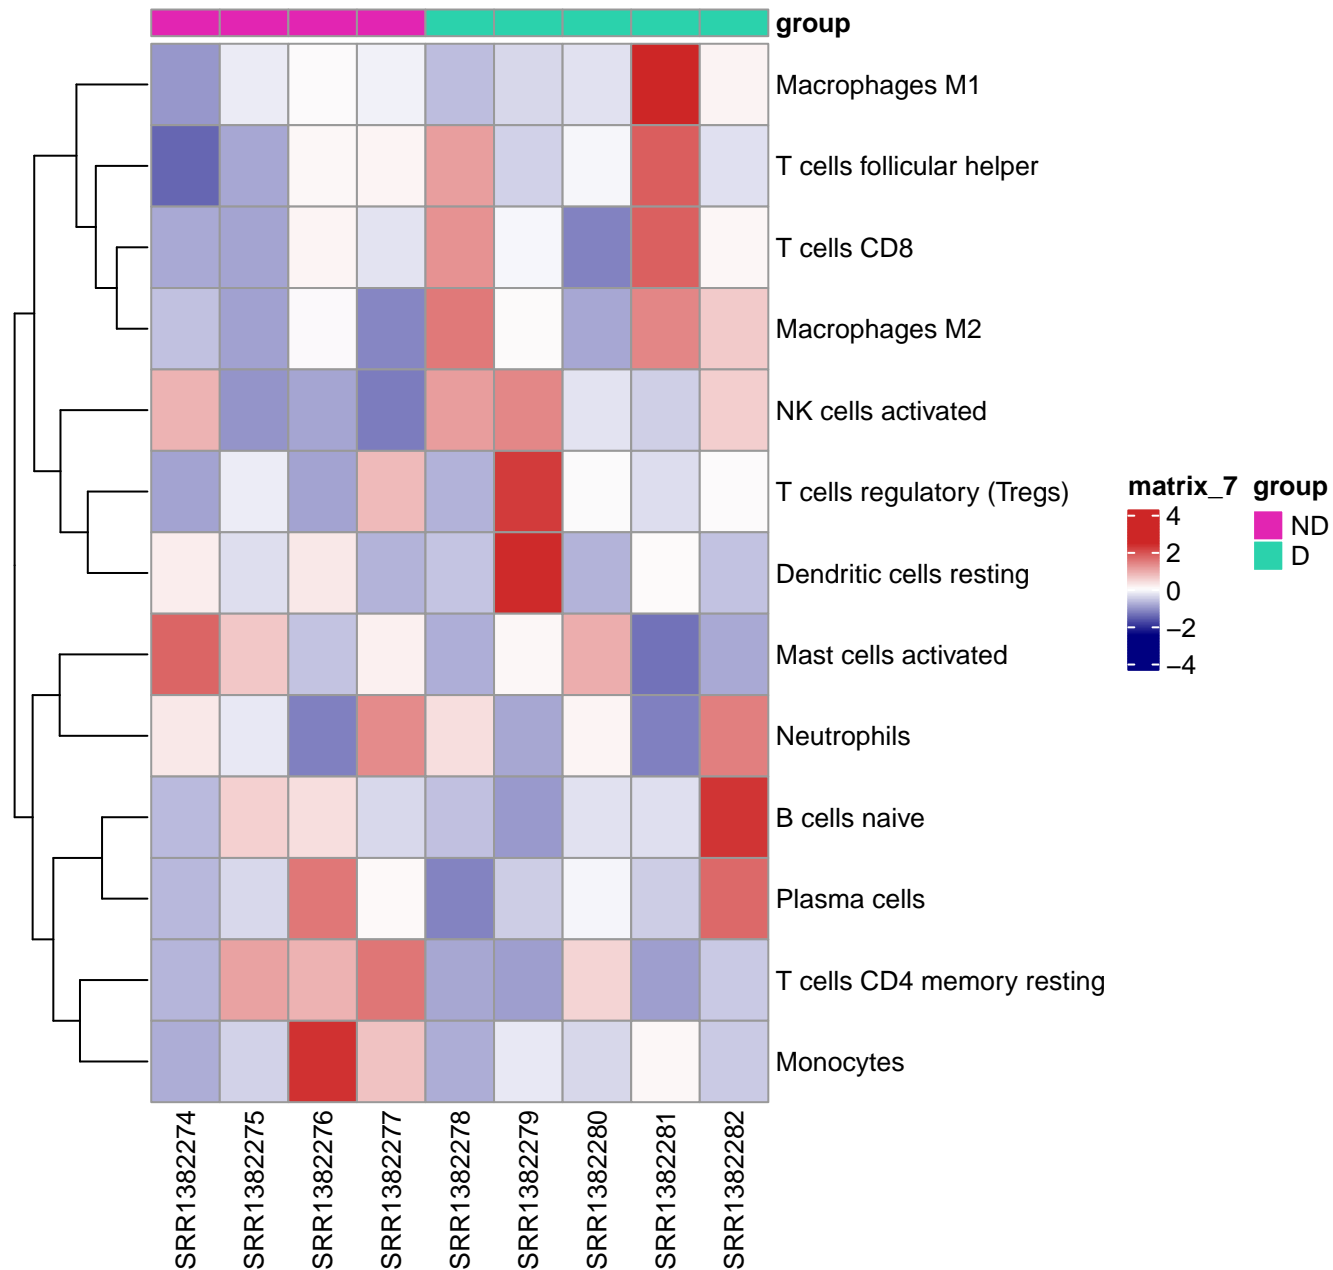 group
Macrophages M1
T cells follicular helper
T cells CD8
Macrophages M2
NK cells activated
T cells regulatory (Tregs)
Dendritic cells resting
Mast cells activated
Neutrophils
B cells naive
Plasma cells
T cells CD4 memory resting
Monocytes
SRR1382274
SRR1382275
SRR1382276
SRR1382277
SRR1382278
SRR1382279
SRR1382280
SRR1382281
SRR1382282
matrix_7
4
2
0
−2
−4
group
ND
D